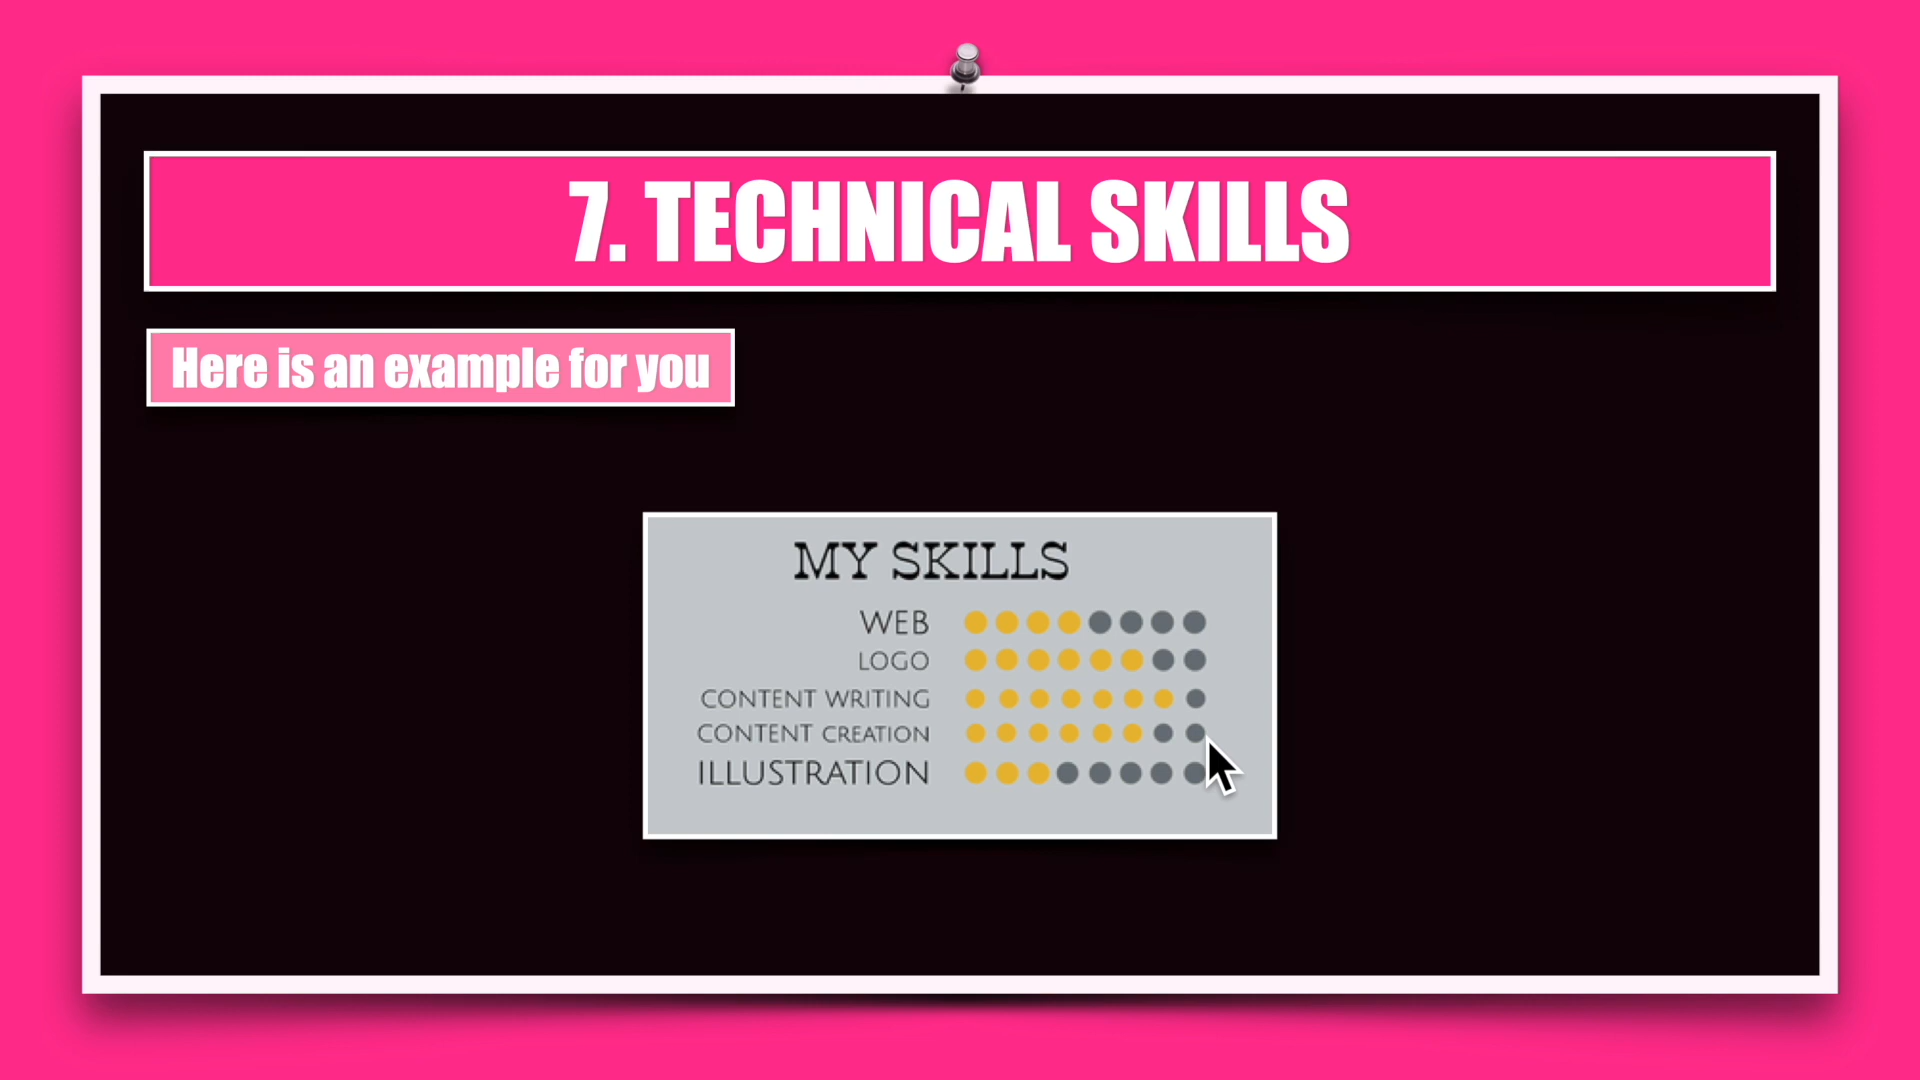 7. TECHNICAL SKILLS
Here is an example for you
MY SKILLS
WEB
LOGO
CONTENT WRITING
CONTENT CREATION
ILLUSTRATION